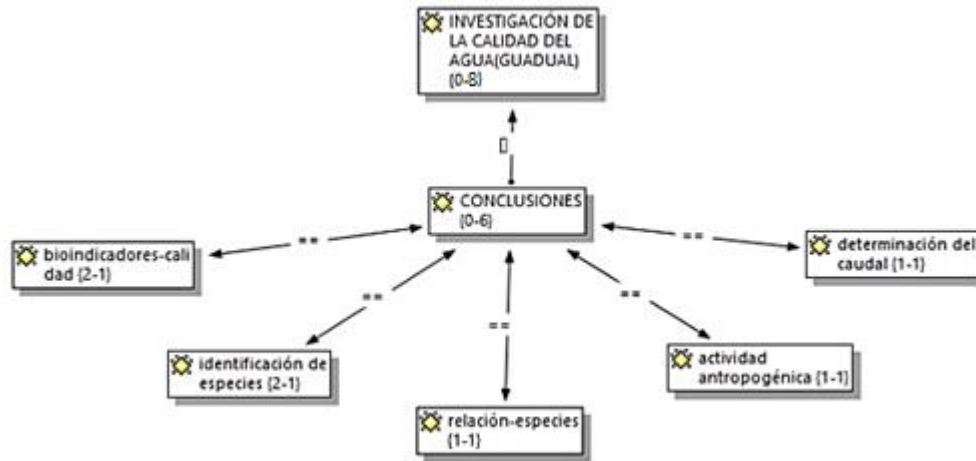 INVESTIGACIÓN DE
LA CALIDAD DEL
AGUA(GUADUAL)
{0-8}
CONCLUSIONES
{0-6}
==
==
==
==
==
bioindicadores-cali
dad {2-1}
determinación del
caudal {1-1}
identificación de
especies {2-1}
actividad
antropogénica {1-1}
relación-especies
{1-1}